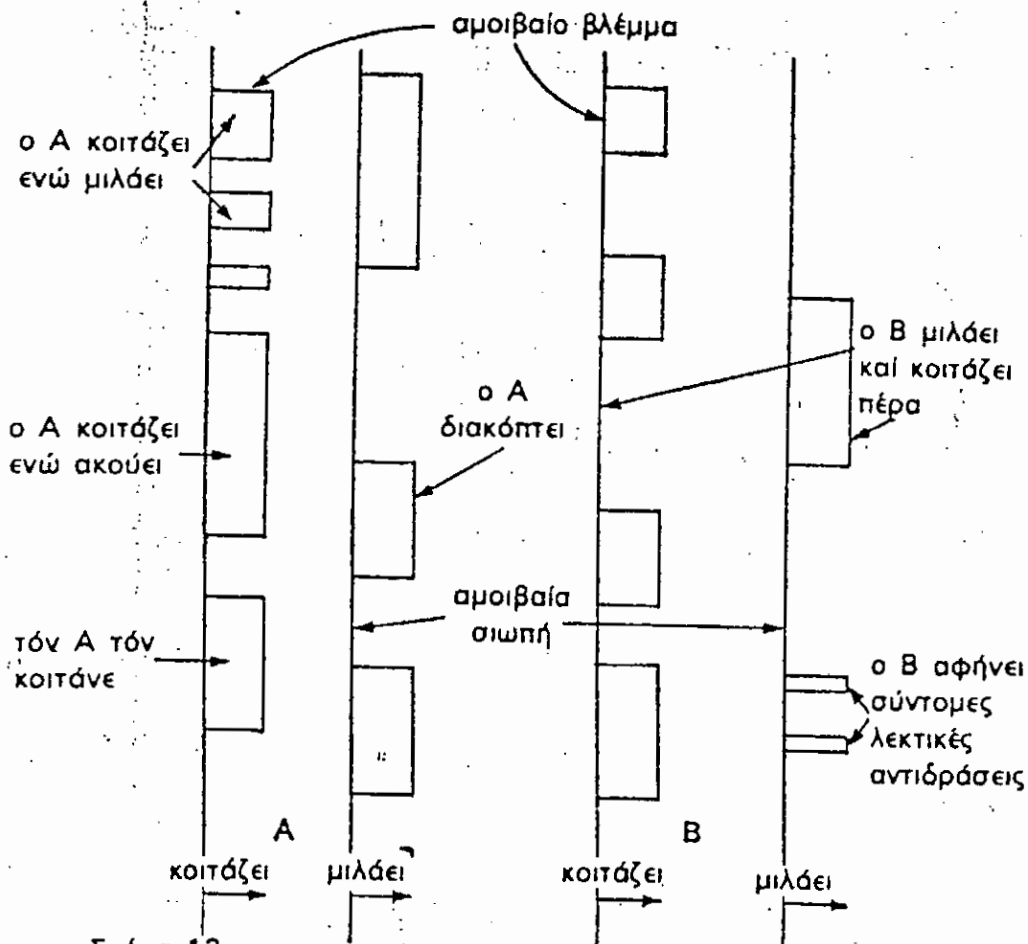 αμοιβαίο βλέμμα
ο Α κοιτάζει
ενώ μιλάει
ο Β μιλάει
καί κοιτάζει
πέρα
ο Α
διακόπτει
ο Α κοιτάζει
ενώ ακούει
αμοιβαία
σιωπή
τόν Α τόν
κοιτάνε
ο Β αφήνει
σύντομες
λεκτικές
αντιδράσεις
Α
Β
κοιτάζει
μιλάει
κοιτάζει
μιλάει